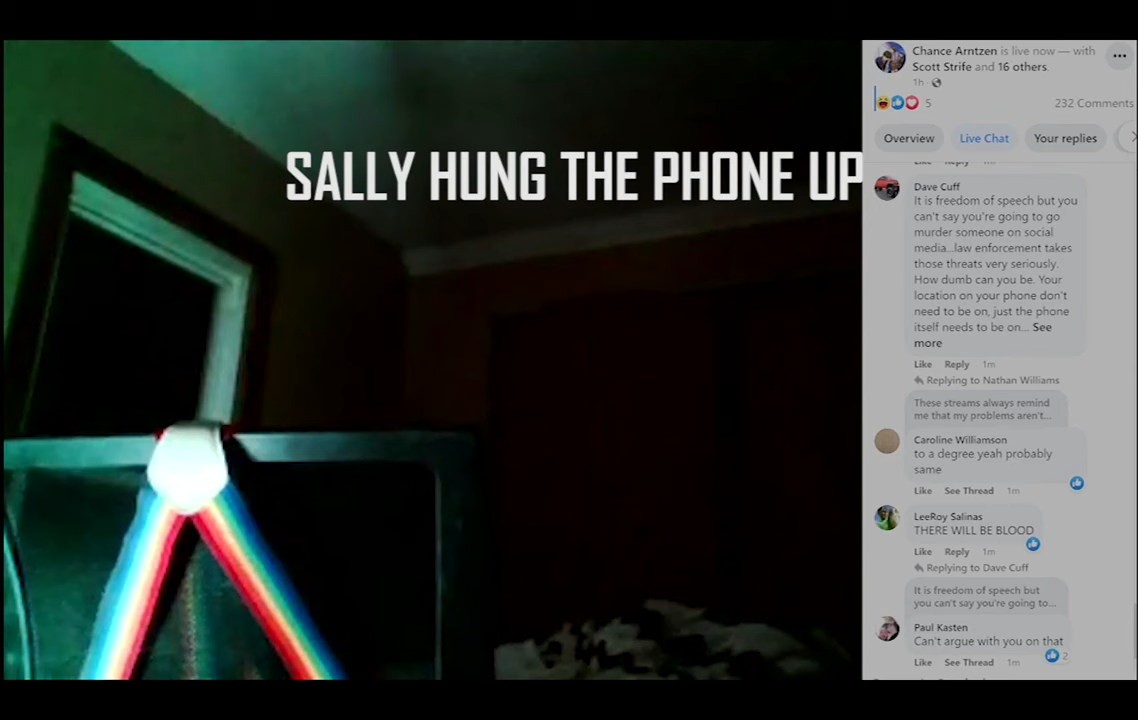 SALLY HUNG THE PHONE UP
Chance Arntzen is live now — with
Scott Strife and 16 others.
1h ·
5
232 Comments
Overview
Live Chat
Your replies
Like Reply 1m
Dave Cuff
It is freedom of speech but you
can't say you're going to go
murder someone on social
media...law enforcement takes
those threats very seriously.
How dumb can you be. Your
location on your phone don't
need to be on, just the phone
itself needs to be on... See
more
Like Reply 1m
Replying to Nathan Williams
These streams always remind
me that my problems aren't...
Caroline Williamson
to a degree yeah probably
same
Like See Thread 1m
LeeRoy Salinas
THERE WILL BE BLOOD
Like Reply 1m
Replying to Dave Cuff
It is freedom of speech but
you can't say you're going to...
Paul Kasten
Can't argue with you on that
2
Like See Thread 1m